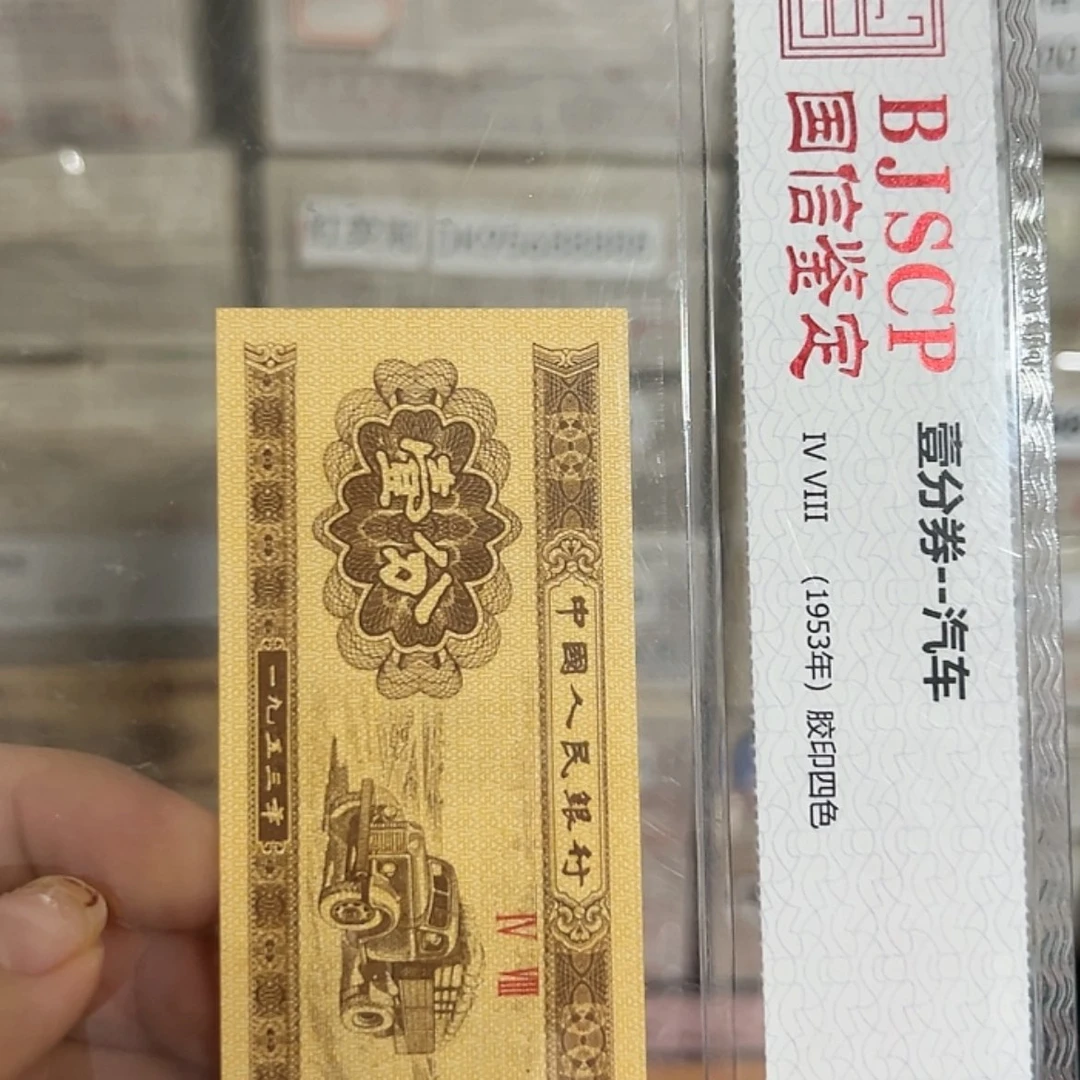 BJSCP
国信鉴定
壹分券--汽车
IV VIII (1953年) 胶印四色
中國人民銀行
壹分
IV VIII
一九五三年